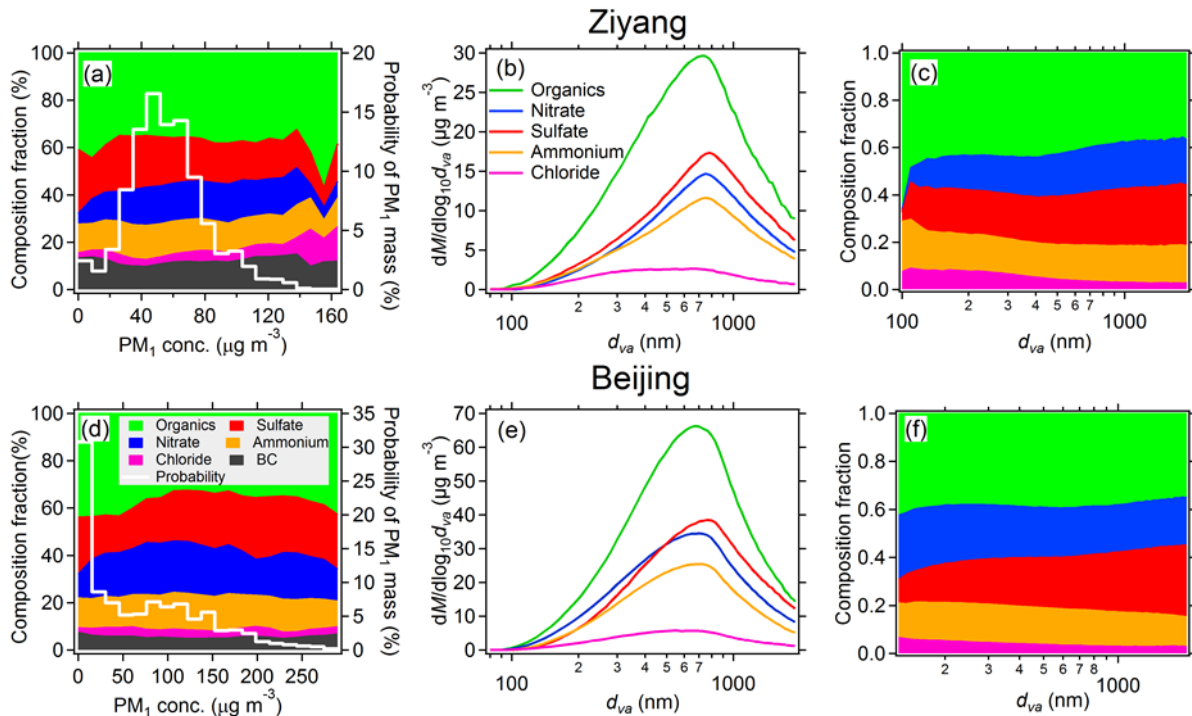 Ziyang
(a)
100
80
60
40
20
0
Composition fraction (%)
20
15
10
5
0
Probability of PM1 mass (%)
0 40 80 120 160
PM1 conc. (μg m-3)
(b)
30
25
20
15
10
5
0
dM/dlog10dva (μg m-3)
Organics
Nitrate
Sulfate
Ammonium
Chloride
100 2 3 4 5 6 7 1000
dva (nm)
(c)
1.0
0.8
0.6
0.4
0.2
0.0
Composition fraction
100 2 3 4 5 6 7 1000
dva (nm)
Beijing
(d)
100
80
60
40
20
0
Composition fraction(%)
Organics Sulfate
Nitrate Ammonium
Chloride BC
Probability
35
30
25
20
15
10
5
0
Probability of PM1 mass (%)
0 50 100 150 200 250
PM1 conc. (μg m-3)
(e)
70
60
50
40
30
20
10
0
dM/dlog10dva (μg m-3)
100 2 3 4 5 6 7 1000
dva (nm)
(f)
1.0
0.8
0.6
0.4
0.2
0.0
Composition fraction
2 3 4 5 6 7 8 1000
dva (nm)